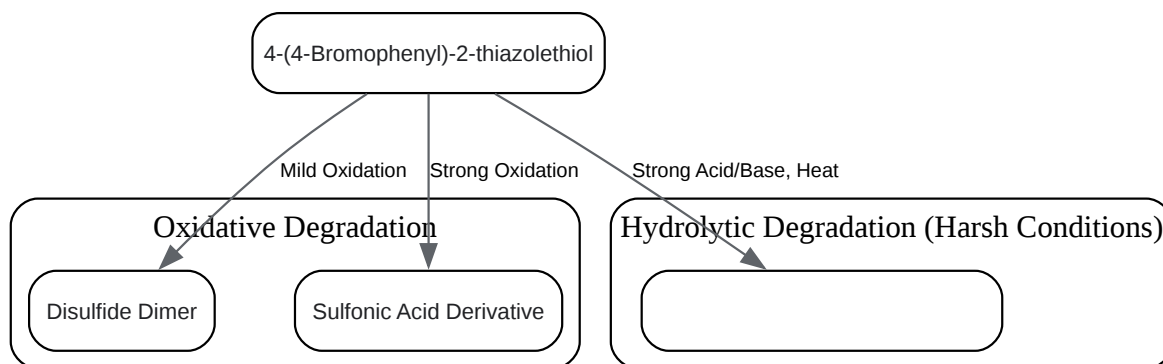 4-(4-Bromophenyl)-2-thiazolethiol
Mild Oxidation
Strong Oxidation
Strong Acid/Base, Heat
Oxidative Degradation
Hydrolytic Degradation (Harsh Conditions)
Disulfide Dimer
Sulfonic Acid Derivative